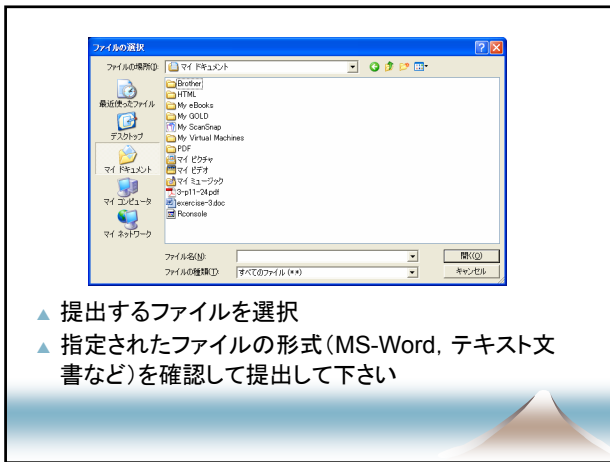 ファイルの選択
ファイルの場所(I):
マイ ドキュメント
最近使ったファイル
デスクトップ
マイ ドキュメント
マイ コンピュータ
マイ ネットワーク
Brother
HTML
My eBooks
My GOLD
My ScanSnap
My Virtual Machines
PDF
マイ ピクチャ
マイ ビデオ
マイ ミュージック
3-p11-24.pdf
exercise-3.doc
Rconsole
ファイル名(N):
開く(O)
ファイルの種類(T):
すべてのファイル (*.*)
キャンセル
▲ 提出するファイルを選択
▲ 指定されたファイルの形式(MS-Word, テキスト文
書など)を確認して提出して下さい